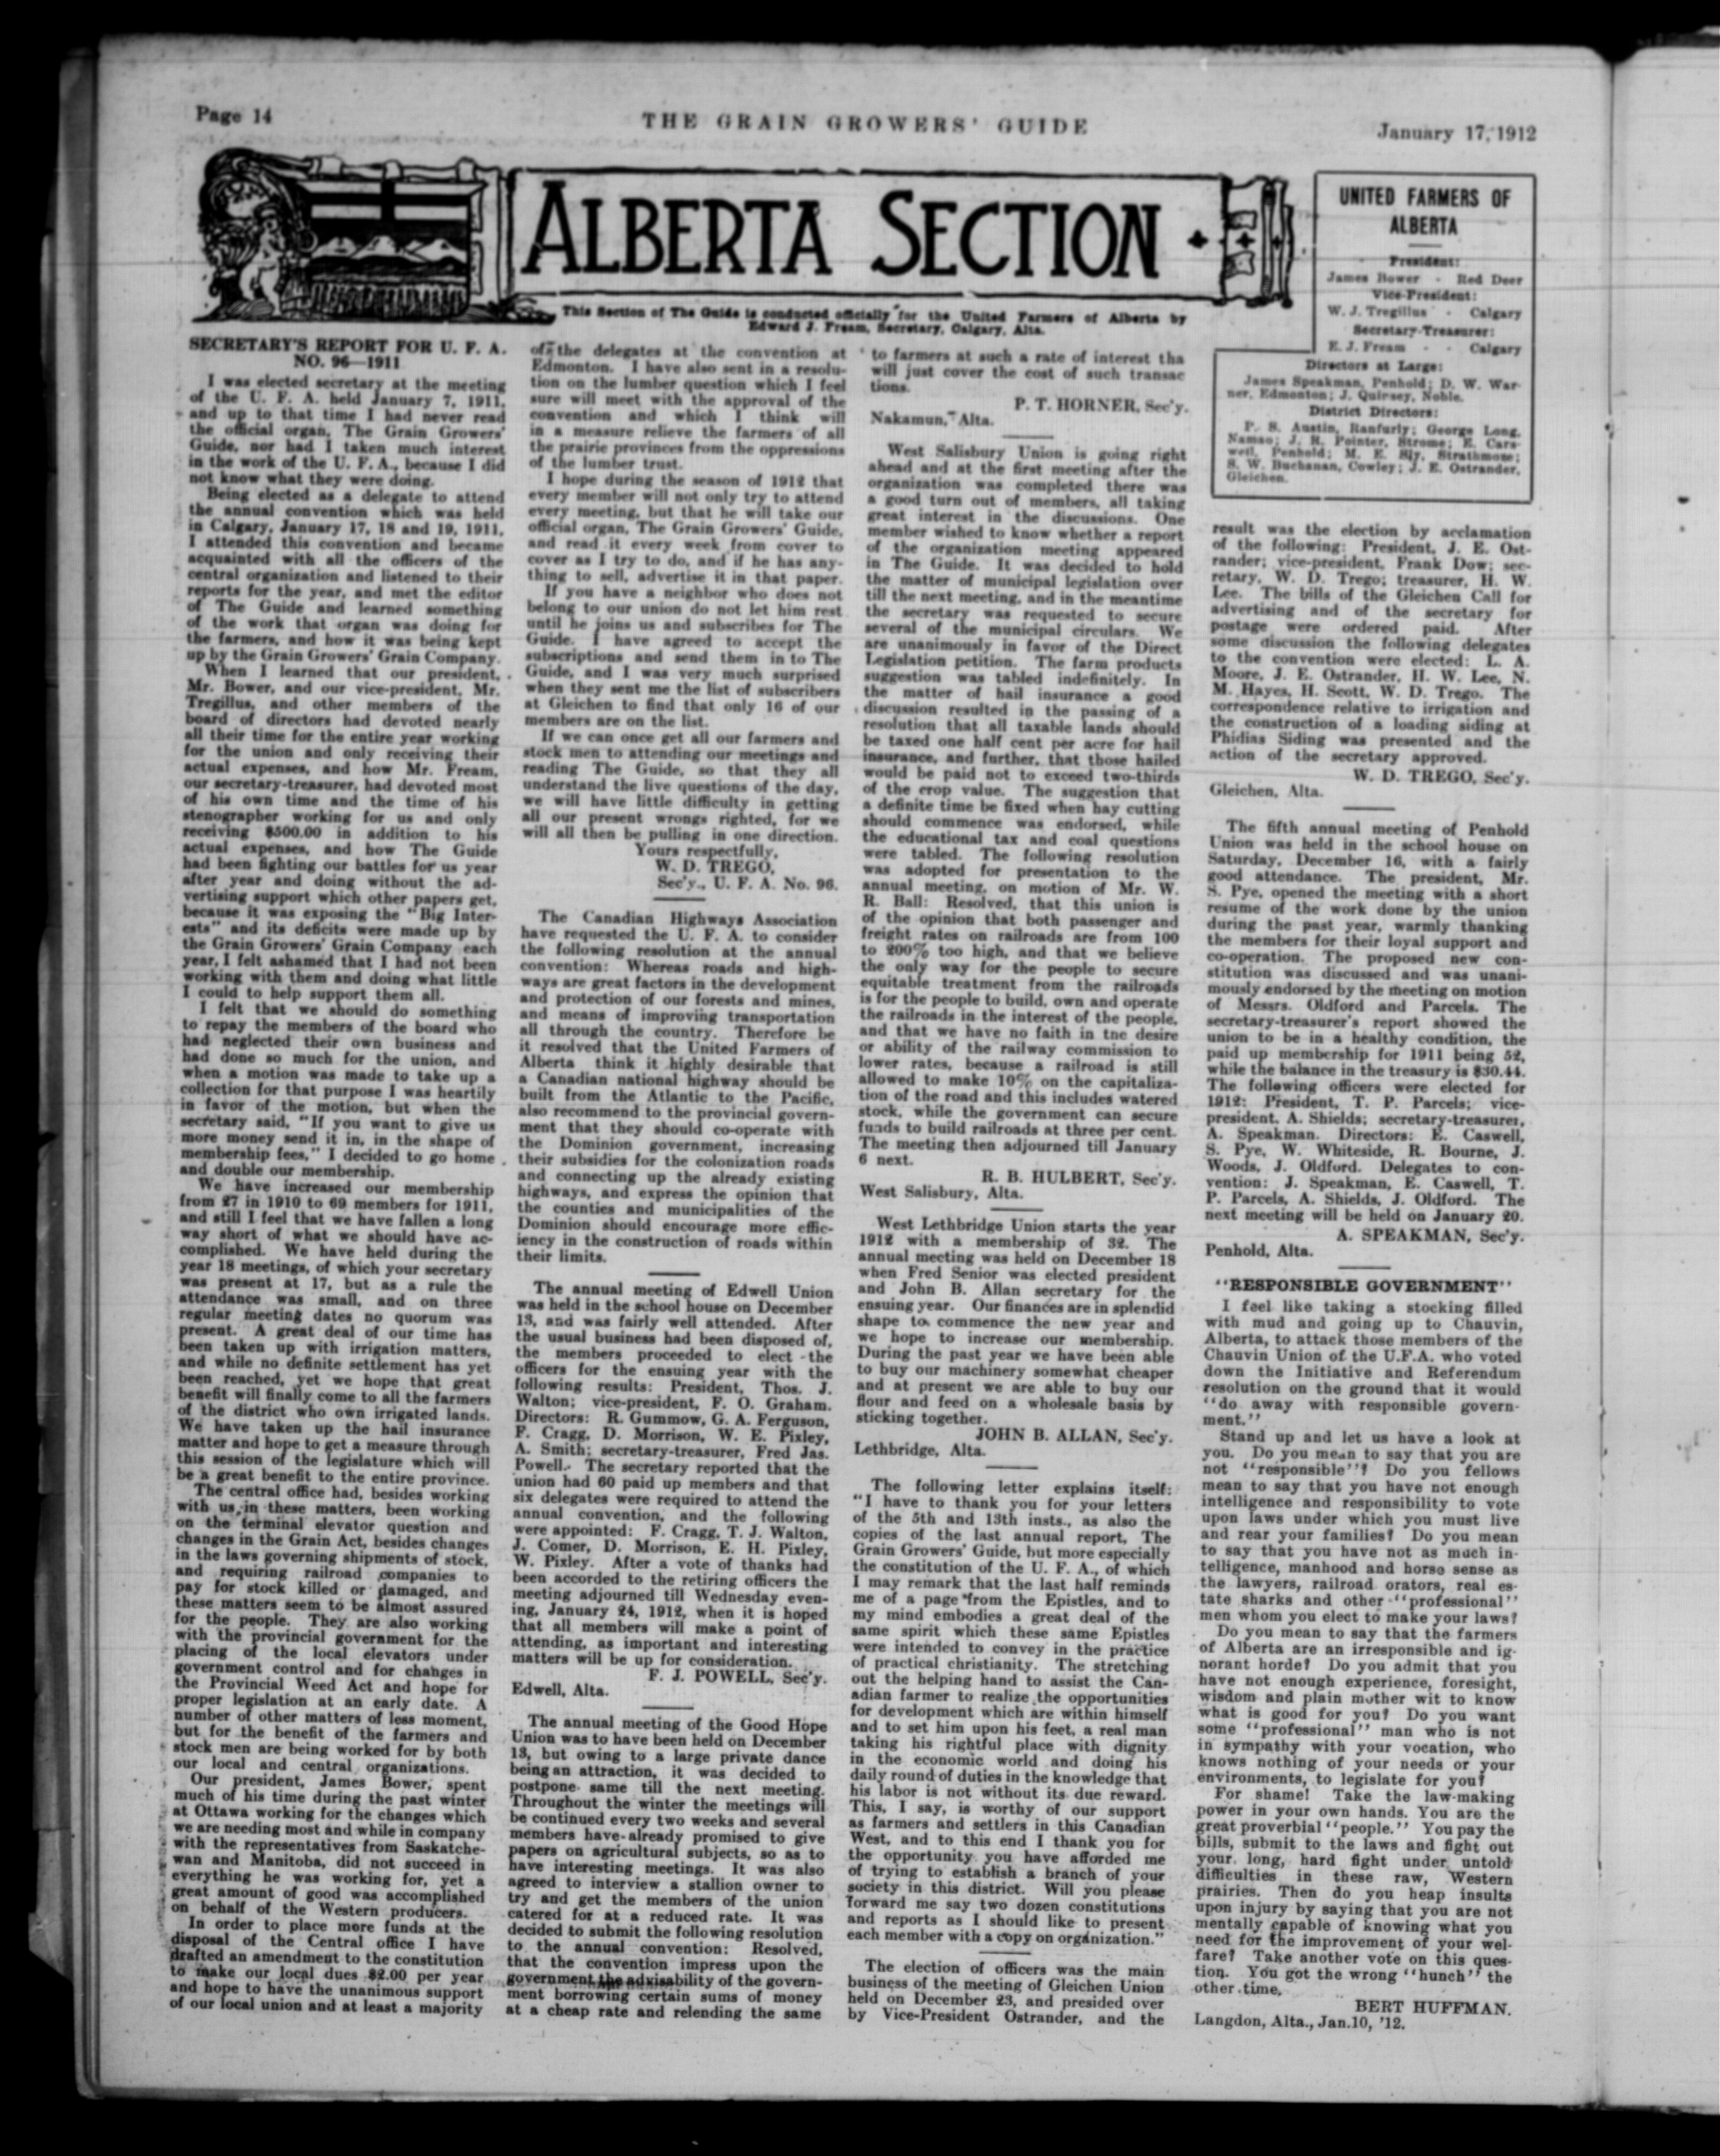 Page 14
THE GRAIN GROWERS' GUIDE
January 17, 1912
ALBERTA SECTION
This Section of The Guide is conducted officially for the United Farmers of Alberta by
Edward J. Fream, Secretary, Calgary, Alta.
UNITED FARMERS OF
ALBERTA
President:
James Bower - Red Deer
Vice-President:
W. J. Tregillus - Calgary
Secretary-Treasurer:
E. J. Fream - - Calgary
Directors at Large:
James Speakman, Penhold; D. W. War-
ner, Edmonton; J. Quinsey, Noble.
District Directors:
P. S. Austin, Ranfurly; George Long,
Namao; J. R. Pointer, Strome; E. Cars-
well, Penhold; M. E. Sly, Strathmone;
S. W. Buchanan, Cowley; J. E. Ostrander,
Gleichen.
SECRETARY'S REPORT FOR U. F. A.
NO. 96—1911
I was elected secretary at the meeting
of the U. F. A. held January 7, 1911,
and up to that time I had never read
the official organ, The Grain Growers'
Guide, nor had I taken much interest
in the work of the U. F. A., because I did
not know what they were doing.
Being elected as a delegate to attend
the annual convention which was held
in Calgary, January 17, 18 and 19, 1911,
I attended this convention and became
acquainted with all the officers of the
central organization and listened to their
reports for the year, and met the editor
of The Guide and learned something
of the work that organ was doing for
the farmers, and how it was being kept
up by the Grain Growers' Grain Company.
When I learned that our president,
Mr. Bower, and our vice-president, Mr.
Tregillus, and other members of the
board of directors had devoted nearly
all their time for the entire year working
for the union and only receiving their
actual expenses, and how Mr. Fream,
our secretary-treasurer, had devoted most
of his own time and the time of his
stenographer working for us and only
receiving $500.00 in addition to his
actual expenses, and how The Guide
had been fighting our battles for us year
after year and doing without the ad-
vertising support which other papers get,
because it was exposing the "Big Inter-
ests" and its deficits were made up by
the Grain Growers' Grain Company each
year, I felt ashamed that I had not been
working with them and doing what little
I could to help support them all.
I felt that we should do something
to repay the members of the board who
had neglected their own business and
had done so much for the union, and
when a motion was made to take up a
collection for that purpose I was heartily
in favor of the motion, but when the
secretary said, "If you want to give us
more money send it in, in the shape of
membership fees," I decided to go home
and double our membership.
We have increased our membership
from 27 in 1910 to 69 members for 1911,
and still I feel that we have fallen a long
way short of what we should have ac-
complished. We have held during the
year 18 meetings, of which your secretary
was present at 17, but as a rule the
attendance was small, and on three
regular meeting dates no quorum was
present. A great deal of our time has
been taken up with irrigation matters,
and while no definite settlement has yet
been reached, yet we hope that great
benefit will finally come to all the farmers
of the district who own irrigated lands.
We have taken up the hail insurance
matter and hope to get a measure through
this session of the legislature which will
be a great benefit to the entire province.
The central office had, besides working
with us in these matters, been working
on the terminal elevator question and
changes in the Grain Act, besides changes
in the laws governing shipments of stock,
and requiring railroad companies to
pay for stock killed or damaged, and
these matters seem to be almost assured
for the people. They are also working
with the provincial government for the
placing of the local elevators under
government control and for changes in
the Provincial Weed Act and hope for
proper legislation at an early date. A
number of other matters of less moment,
but for the benefit of the farmers and
stock men are being worked for by both
our local and central organizations.
Our president, James Bower, spent
much of his time during the past winter
at Ottawa working for the changes which
we are needing most and while in company
with the representatives from Saskatche-
wan and Manitoba, did not succeed in
everything he was working for, yet a
great amount of good was accomplished
on behalf of the Western producers.
In order to place more funds at the
disposal of the Central office I have
drafted an amendment to the constitution
to make our local dues $2.00 per year
and hope to have the unanimous support
of our local union and at least a majority
of the delegates at the convention at
Edmonton. I have also sent in a resolu-
tion on the lumber question which I feel
sure will meet with the approval of the
convention and which I think will
in a measure relieve the farmers of all
the prairie provinces from the oppressions
of the lumber trust.
I hope during the season of 1912 that
every member will not only try to attend
every meeting, but that he will take our
official organ, The Grain Growers' Guide,
and read it every week from cover to
cover as I try to do, and if he has any-
thing to sell, advertise it in that paper.
If you have a neighbor who does not
belong to our union do not let him rest
until he joins us and subscribes for The
Guide. I have agreed to accept the
subscriptions and send them in to The
Guide, and I was very much surprised
when they sent me the list of subscribers
at Gleichen to find that only 16 of our
members are on the list.
If we can once get all our farmers and
stock men to attending our meetings and
reading The Guide, so that they all
understand the live questions of the day,
we will have little difficulty in getting
all our present wrongs righted, for we
will all then be pulling in one direction.
Yours respectfully,
W. D. TREGO,
Sec'y., U. F. A. No. 96.
The Canadian Highways Association
have requested the U. F. A. to consider
the following resolution at the annual
convention: Whereas roads and high-
ways are great factors in the development
and protection of our forests and mines,
and means of improving transportation
all through the country. Therefore be
it resolved that the United Farmers of
Alberta think it highly desirable that
a Canadian national highway should be
built from the Atlantic to the Pacific,
also recommend to the provincial govern-
ment that they should co-operate with
the Dominion government, increasing
their subsidies for the colonization roads
and connecting up the already existing
highways, and express the opinion that
the counties and municipalities of the
Dominion should encourage more effic-
iency in the construction of roads within
their limits.
The annual meeting of Edwell Union
was held in the school house on December
13, and was fairly well attended. After
the usual business had been disposed of,
the members proceeded to elect the
officers for the ensuing year with the
following results: President, Thos. J.
Walton; vice-president, F. O. Graham.
Directors: R. Gummow, G. A. Ferguson,
F. Cragg, D. Morrison, W. E. Pixley,
A. Smith; secretary-treasurer, Fred Jas.
Powell. The secretary reported that the
union had 60 paid up members and that
six delegates were required to attend the
annual convention, and the following
were appointed: F. Cragg, T. J. Walton,
J. Comer, D. Morrison, E. H. Pixley,
W. Pixley. After a vote of thanks had
been accorded to the retiring officers the
meeting adjourned till Wednesday even-
ing, January 24, 1912, when it is hoped
that all members will make a point of
attending, as important and interesting
matters will be up for consideration.
F. J. POWELL, Sec'y.
Edwell, Alta.
The annual meeting of the Good Hope
Union was to have been held on December
13, but owing to a large private dance
being an attraction, it was decided to
postpone same till the next meeting.
Throughout the winter the meetings will
be continued every two weeks and several
members have already promised to give
papers on agricultural subjects, so as to
have interesting meetings. It was also
agreed to interview a stallion owner to
try and get the members of the union
catered for at a reduced rate. It was
decided to submit the following resolution
to the annual convention: Resolved,
that the convention impress upon the
government the advisability of the govern-
ment borrowing certain sums of money
at a cheap rate and relending the same
to farmers at such a rate of interest tha
will just cover the cost of such transac
tions.
P. T. HORNER, Sec'y.
Nakamun, Alta.
West Salisbury Union is going right
ahead and at the first meeting after the
organization was completed there was
a good turn out of members, all taking
great interest in the discussions. One
member wished to know whether a report
of the organization meeting appeared
in The Guide. It was decided to hold
the matter of municipal legislation over
till the next meeting, and in the meantime
the secretary was requested to secure
several of the municipal circulars. We
are unanimously in favor of the Direct
Legislation petition. The farm products
suggestion was tabled indefinitely. In
the matter of hail insurance a good
discussion resulted in the passing of a
resolution that all taxable lands should
be taxed one half cent per acre for hail
insurance, and further, that those hailed
would be paid not to exceed two-thirds
of the crop value. The suggestion that
a definite time be fixed when hay cutting
should commence was endorsed, while
the educational tax and coal questions
were tabled. The following resolution
was adopted for presentation to the
annual meeting, on motion of Mr. W.
R. Ball: Resolved, that this union is
of the opinion that both passenger and
freight rates on railroads are from 100
to 200% too high, and that we believe
the only way for the people to secure
equitable treatment from the railroads
is for the people to build, own and operate
the railroads in the interest of the people,
and that we have no faith in tne desire
or ability of the railway commission to
lower rates, because a railroad is still
allowed to make 10% on the capitaliza-
tion of the road and this includes watered
stock, while the government can secure
funds to build railroads at three per cent.
The meeting then adjourned till January
6 next.
R. B. HULBERT, Sec'y.
West Salisbury, Alta.
West Lethbridge Union starts the year
1912 with a membership of 32. The
annual meeting was held on December 18
when Fred Senior was elected president
and John B. Allan secretary for the
ensuing year. Our finances are in splendid
shape to commence the new year and
we hope to increase our membership.
During the past year we have been able
to buy our machinery somewhat cheaper
and at present we are able to buy our
flour and feed on a wholesale basis by
sticking together.
JOHN B. ALLAN, Sec'y.
Lethbridge, Alta.
The following letter explains itself:
"I have to thank you for your letters
of the 5th and 13th insts., as also the
copies of the last annual report, The
Grain Growers' Guide, but more especially
the constitution of the U. F. A., of which
I may remark that the last half reminds
me of a page from the Epistles, and to
my mind embodies a great deal of the
same spirit which these same Epistles
were intended to convey in the practice
of practical christianity. The stretching
out the helping hand to assist the Can-
adian farmer to realize the opportunities
for development which are within himself
and to set him upon his feet, a real man
taking his rightful place with dignity
in the economic world and doing his
daily round of duties in the knowledge that
his labor is not without its due reward.
This, I say, is worthy of our support
as farmers and settlers in this Canadian
West, and to this end I thank you for
the opportunity you have afforded me
of trying to establish a branch of your
society in this district. Will you please
forward me say two dozen constitutions
and reports as I should like to present
each member with a copy on organization."
The election of officers was the main
business of the meeting of Gleichen Union
held on December 23, and presided over
by Vice-President Ostrander, and the
result was the election by acclamation
of the following: President, J. E. Ost-
rander; vice-president, Frank Dow; sec-
retary, W. D. Trego; treasurer, H. W.
Lee. The bills of the Gleichen Call for
advertising and of the secretary for
postage were ordered paid. After
some discussion the following delegates
to the convention were elected: L. A.
Moore, J. E. Ostrander, H. W. Lee, N.
M. Hayes, H. Scott, W. D. Trego. The
correspondence relative to irrigation and
the construction of a loading siding at
Phidias Siding was presented and the
action of the secretary approved.
W. D. TREGO, Sec'y.
Gleichen, Alta.
The fifth annual meeting of Penhold
Union was held in the school house on
Saturday, December 16, with a fairly
good attendance. The president, Mr.
S. Pye, opened the meeting with a short
resume of the work done by the union
during the past year, warmly thanking
the members for their loyal support and
co-operation. The proposed new con-
stitution was discussed and was unani-
mously endorsed by the meeting on motion
of Messrs. Oldford and Parcels. The
secretary-treasurer's report showed the
union to be in a healthy condition, the
paid up membership for 1911 being 52,
while the balance in the treasury is $30.44.
The following officers were elected for
1912: President, T. P. Parcels; vice-
president, A. Shields; secretary-treasurer,
A. Speakman. Directors: E. Caswell,
S. Pye, W. Whiteside, R. Bourne, J.
Woods, J. Oldford. Delegates to con-
vention: J. Speakman, E. Caswell, T.
P. Parcels, A. Shields, J. Oldford. The
next meeting will be held on January 20.
A. SPEAKMAN, Sec'y.
Penhold, Alta.
"RESPONSIBLE GOVERNMENT"
I feel like taking a stocking filled
with mud and going up to Chauvin,
Alberta, to attack those members of the
Chauvin Union of the U.F.A. who voted
down the Initiative and Referendum
resolution on the ground that it would
"do away with responsible govern-
ment."
Stand up and let us have a look at
you. Do you mean to say that you are
not "responsible"? Do you fellows
mean to say that you have not enough
intelligence and responsibility to vote
upon laws under which you must live
and rear your families? Do you mean
to say that you have not as much in-
telligence, manhood and horse sense as
the lawyers, railroad orators, real es-
tate sharks and other "professional"
men whom you elect to make your laws?
Do you mean to say that the farmers
of Alberta are an irresponsible and ig-
norant horde? Do you admit that you
have not enough experience, foresight,
wisdom and plain mother wit to know
what is good for you? Do you want
some "professional" man who is not
in sympathy with your vocation, who
knows nothing of your needs or your
environments, to legislate for you?
For shame! Take the law-making
power in your own hands. You are the
great proverbial "people." You pay the
bills, submit to the laws and fight out
your long, hard fight under untold
difficulties in these raw, Western
prairies. Then do you heap insults
upon injury by saying that you are not
mentally capable of knowing what you
need for the improvement of your wel-
fare? Take another vote on this ques-
tion. You got the wrong "hunch" the
other time.
BERT HUFFMAN.
Langdon, Alta., Jan.10, '12.